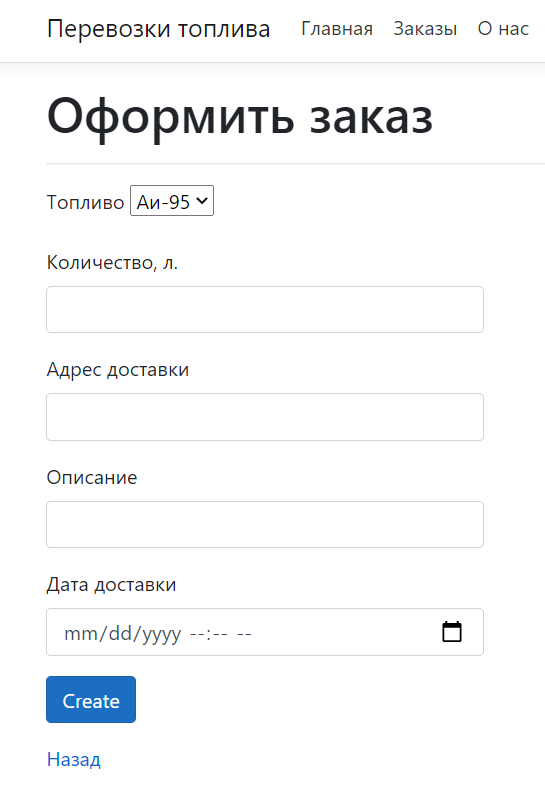 Перевозки топлива Главная Заказы О нас
Оформить заказ
Топливо Аи-95
Количество, л.
Адрес доставки
Описание
Дата доставки
mm/dd/yyyy --:-- --
Create
Назад